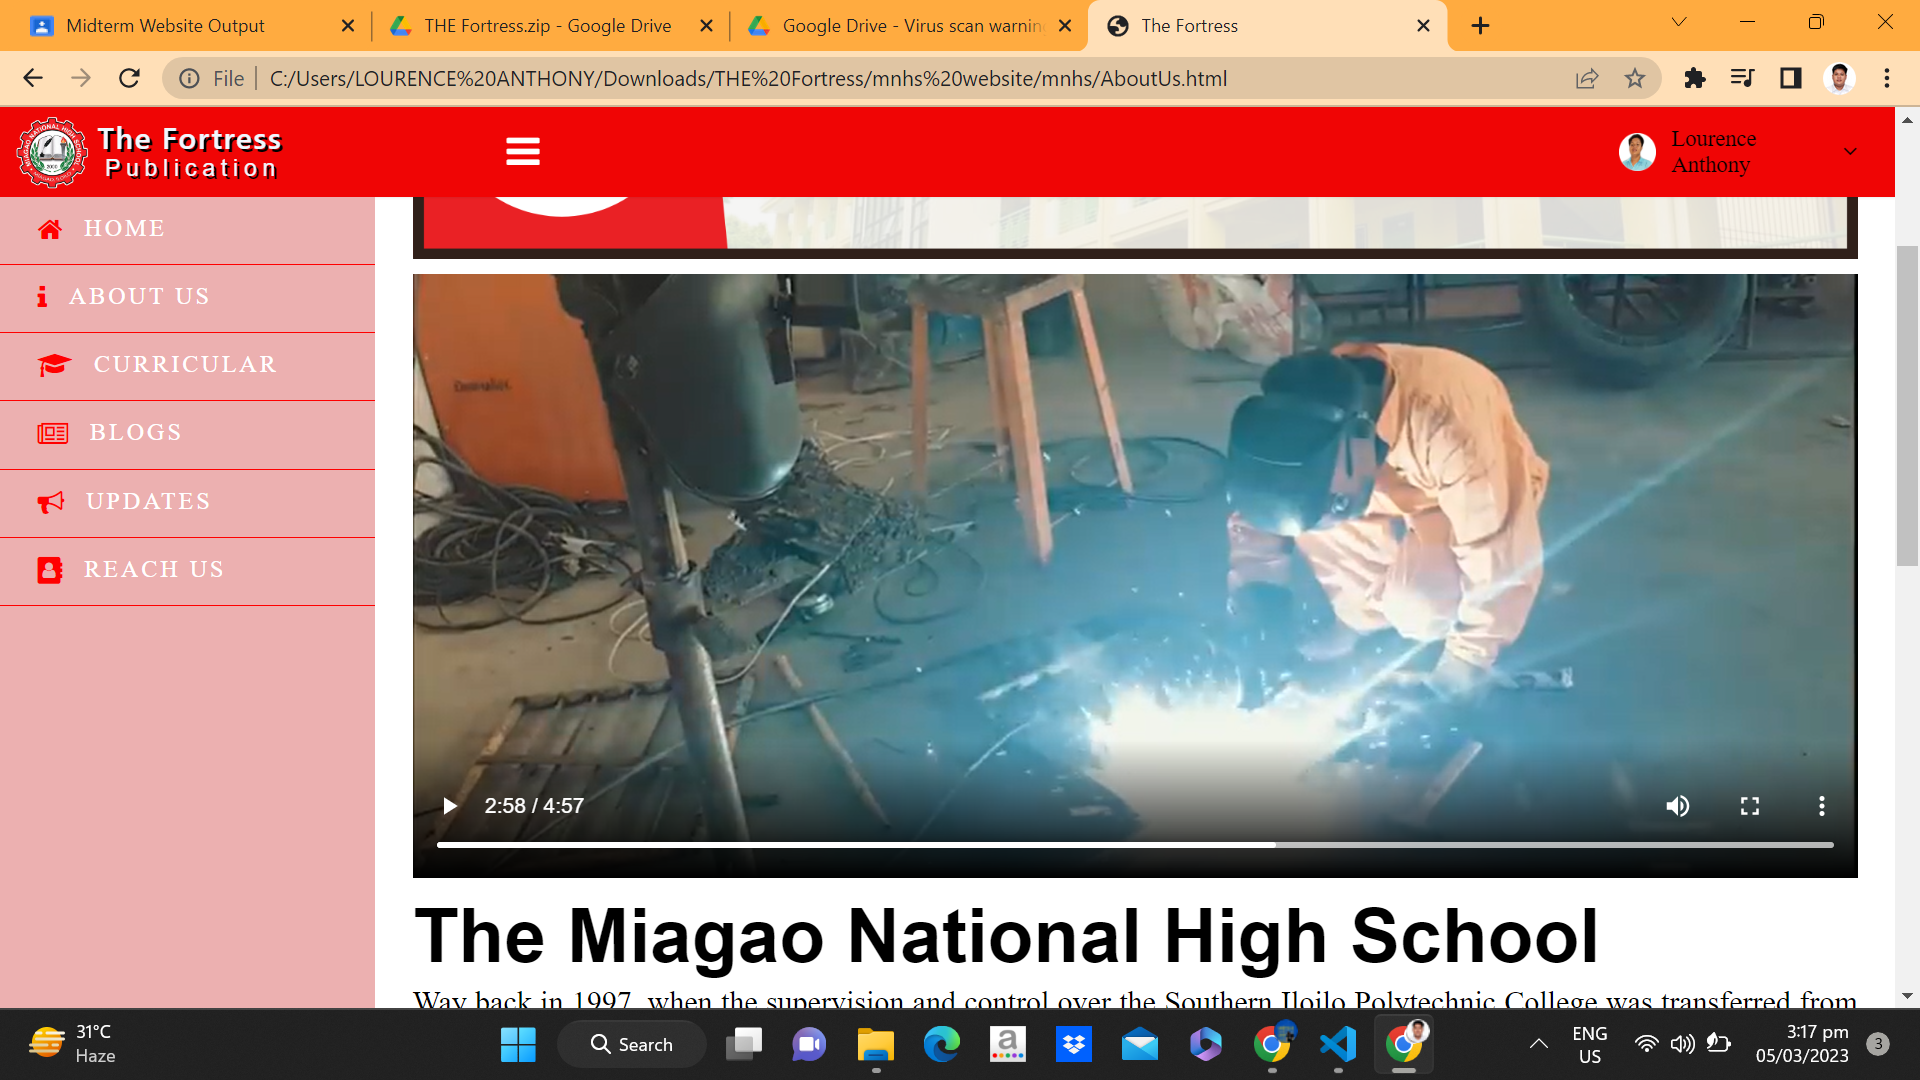 Midterm Website Output
THE Fortress.zip - Google Drive
Google Drive - Virus scan warnin
The Fortress
File
C:/Users/LOURENCE%20ANTHONY/Downloads/THE%20Fortress/mnhs%20website/mnhs/AboutUs.html
The Fortress
Publication
Lourence
Anthony
HOME
ABOUT US
CURRICULAR
BLOGS
UPDATES
REACH US
2:58 / 4:57
The Miagao National High School
Way back in 1997, when the supervision and control over the Southern Iloilo Polytechnic College was transferred from
31°C
Haze
Search
ENG
US
3:17 pm
05/03/2023
3